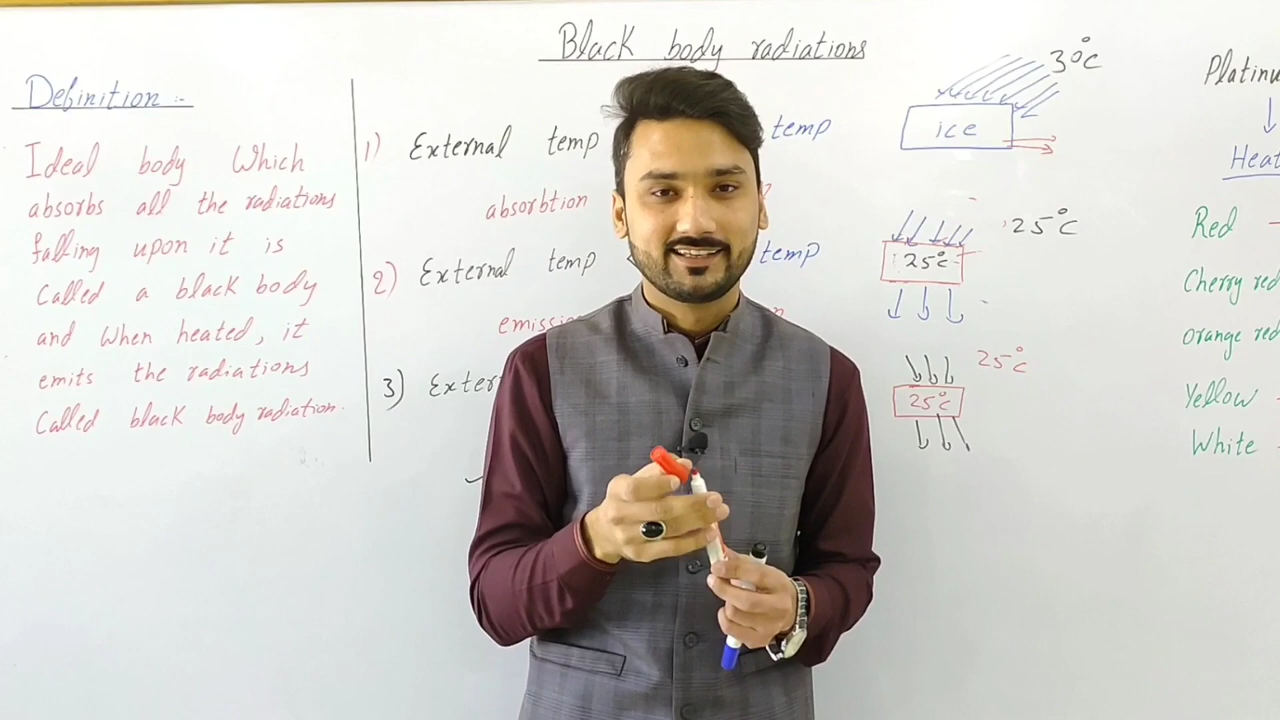 Black body radiations
Definition :-
Ideal body Which
absorbs all the radiations
falling upon it is
Called a black body
and When heated, it
emits the radiations
Called black body radiation.
1) External temp temp
absorbtion
2) External temp temp
emissio n
3) Exter
30°C
ice
25°C
25°C
25°C
25°C
Platinu
Heat
Red
Cherry red
Orange red
Yellow -
White -